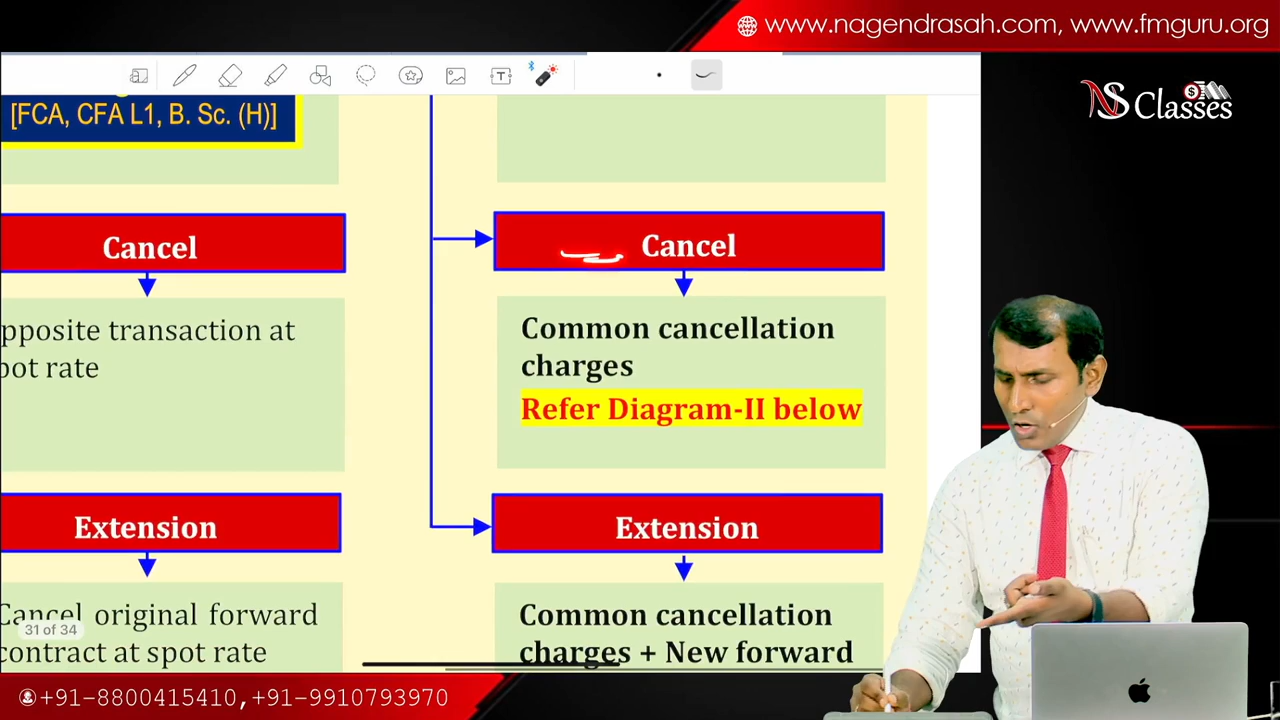 www.nagendrasah.com, www.fmguru.org
NS Classes
[FCA, CFA L1, B. Sc. (H)]
Cancel
pposite transaction at
pot rate
Extension
Cancel original forward
contract at spot rate
31 of 34
Cancel
Common cancellation
charges
Refer Diagram-II below
Extension
Common cancellation
charges + New forward
+91-8800415410,+91-9910793970